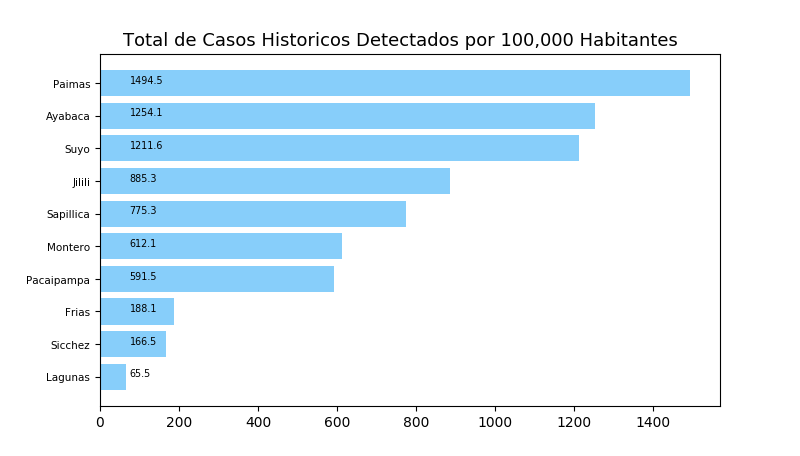 Total de Casos Historicos Detectados por 100,000 Habitantes
Paimas 1494.5
Ayabaca 1254.1
Suyo 1211.6
Jilili 885.3
Sapillica 775.3
Montero 612.1
Pacaipampa 591.5
Frias 188.1
Sicchez 166.5
Lagunas 65.5
0 200 400 600 800 1000 1200 1400